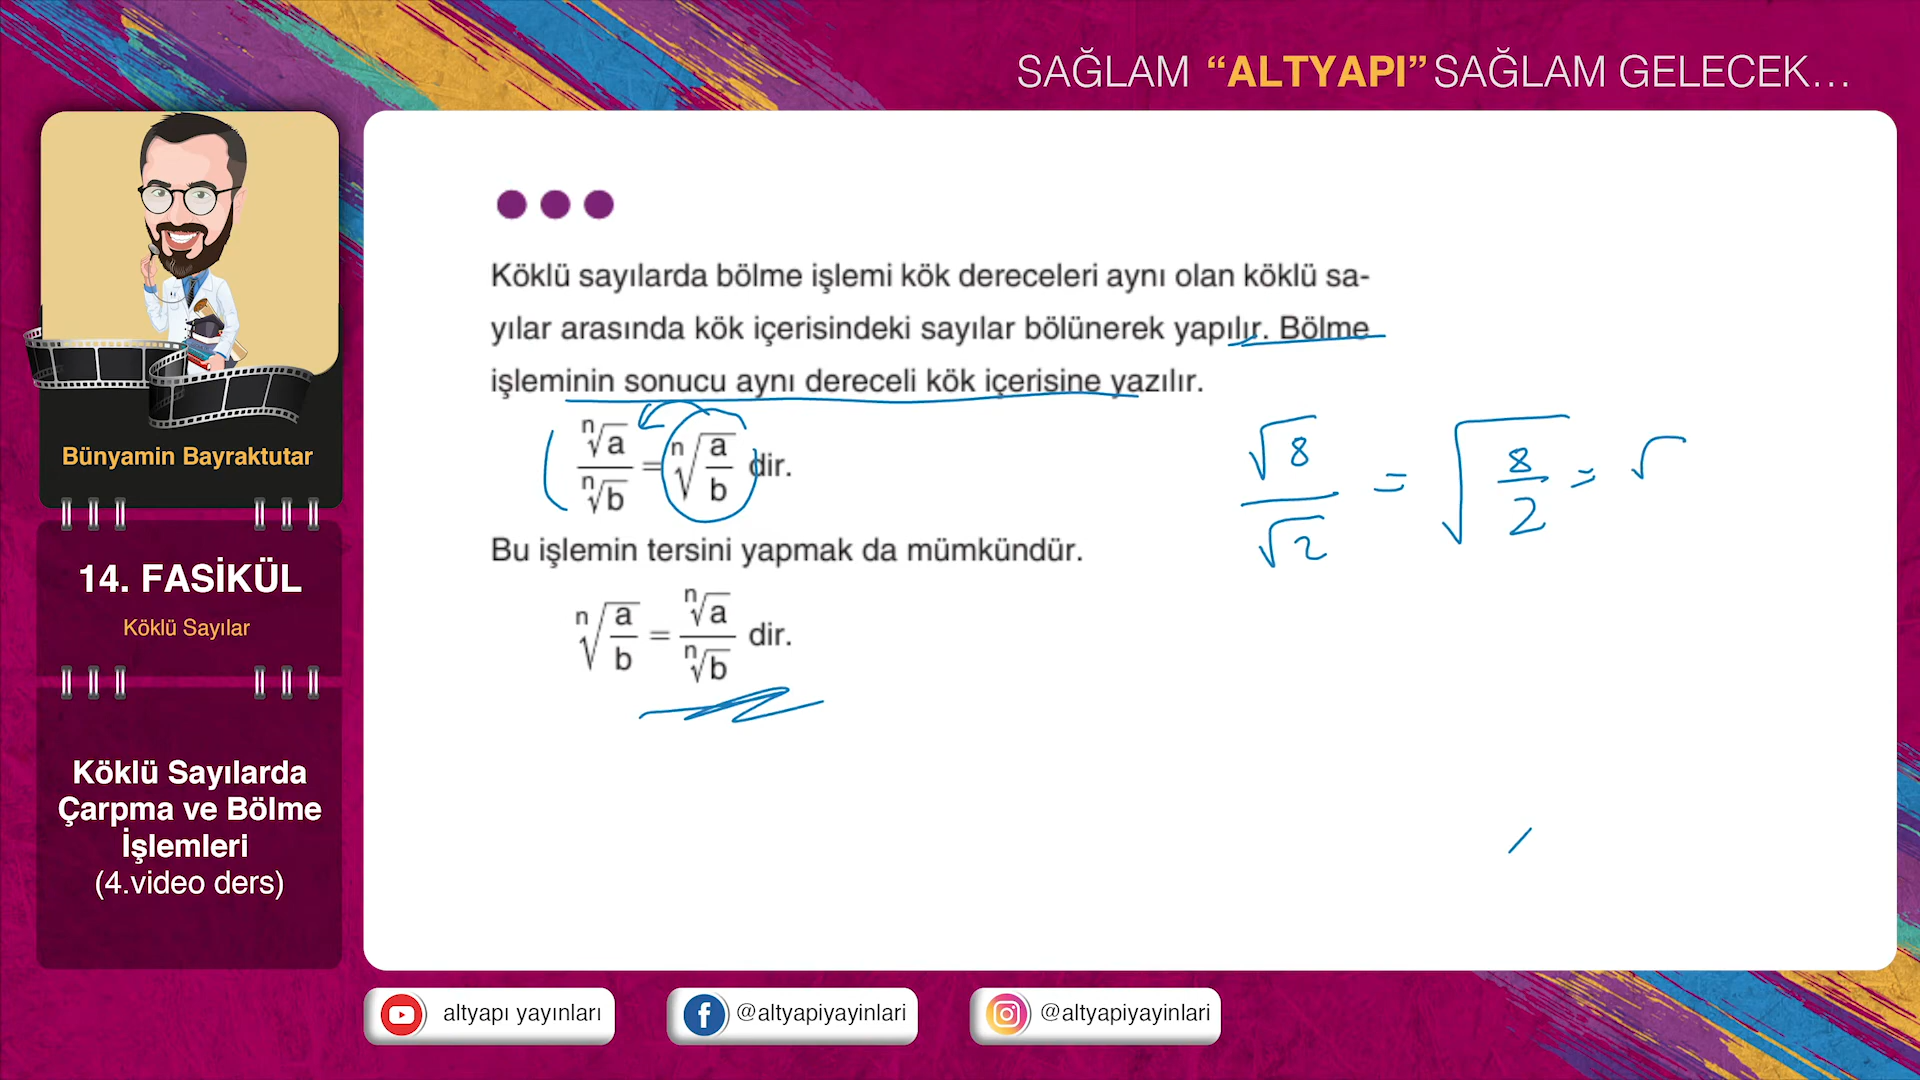 SAĞLAM “ALTYAPI” SAĞLAM GELECEK...
Bünyamin Bayraktutar
14. FASİKÜL
Köklü Sayılar
Köklü Sayılarda
Çarpma ve Bölme
İşlemleri
(4.video ders)
Köklü sayılarda bölme işlemi kök dereceleri aynı olan köklü sa-
yılar arasında kök içerisindeki sayılar bölünerek yapılır. Bölme
işleminin sonucu aynı dereceli kök içerisine yazılır.
ⁿ√a / ⁿ√b = ⁿ√(a/b) dir.
Bu işlemin tersini yapmak da mümkündür.
ⁿ√(a/b) = ⁿ√a / ⁿ√b dir.
√8 / √2 = √(8/2) = √
altyapı yayınları
@altyapiyayinlari
@altyapiyayinlari